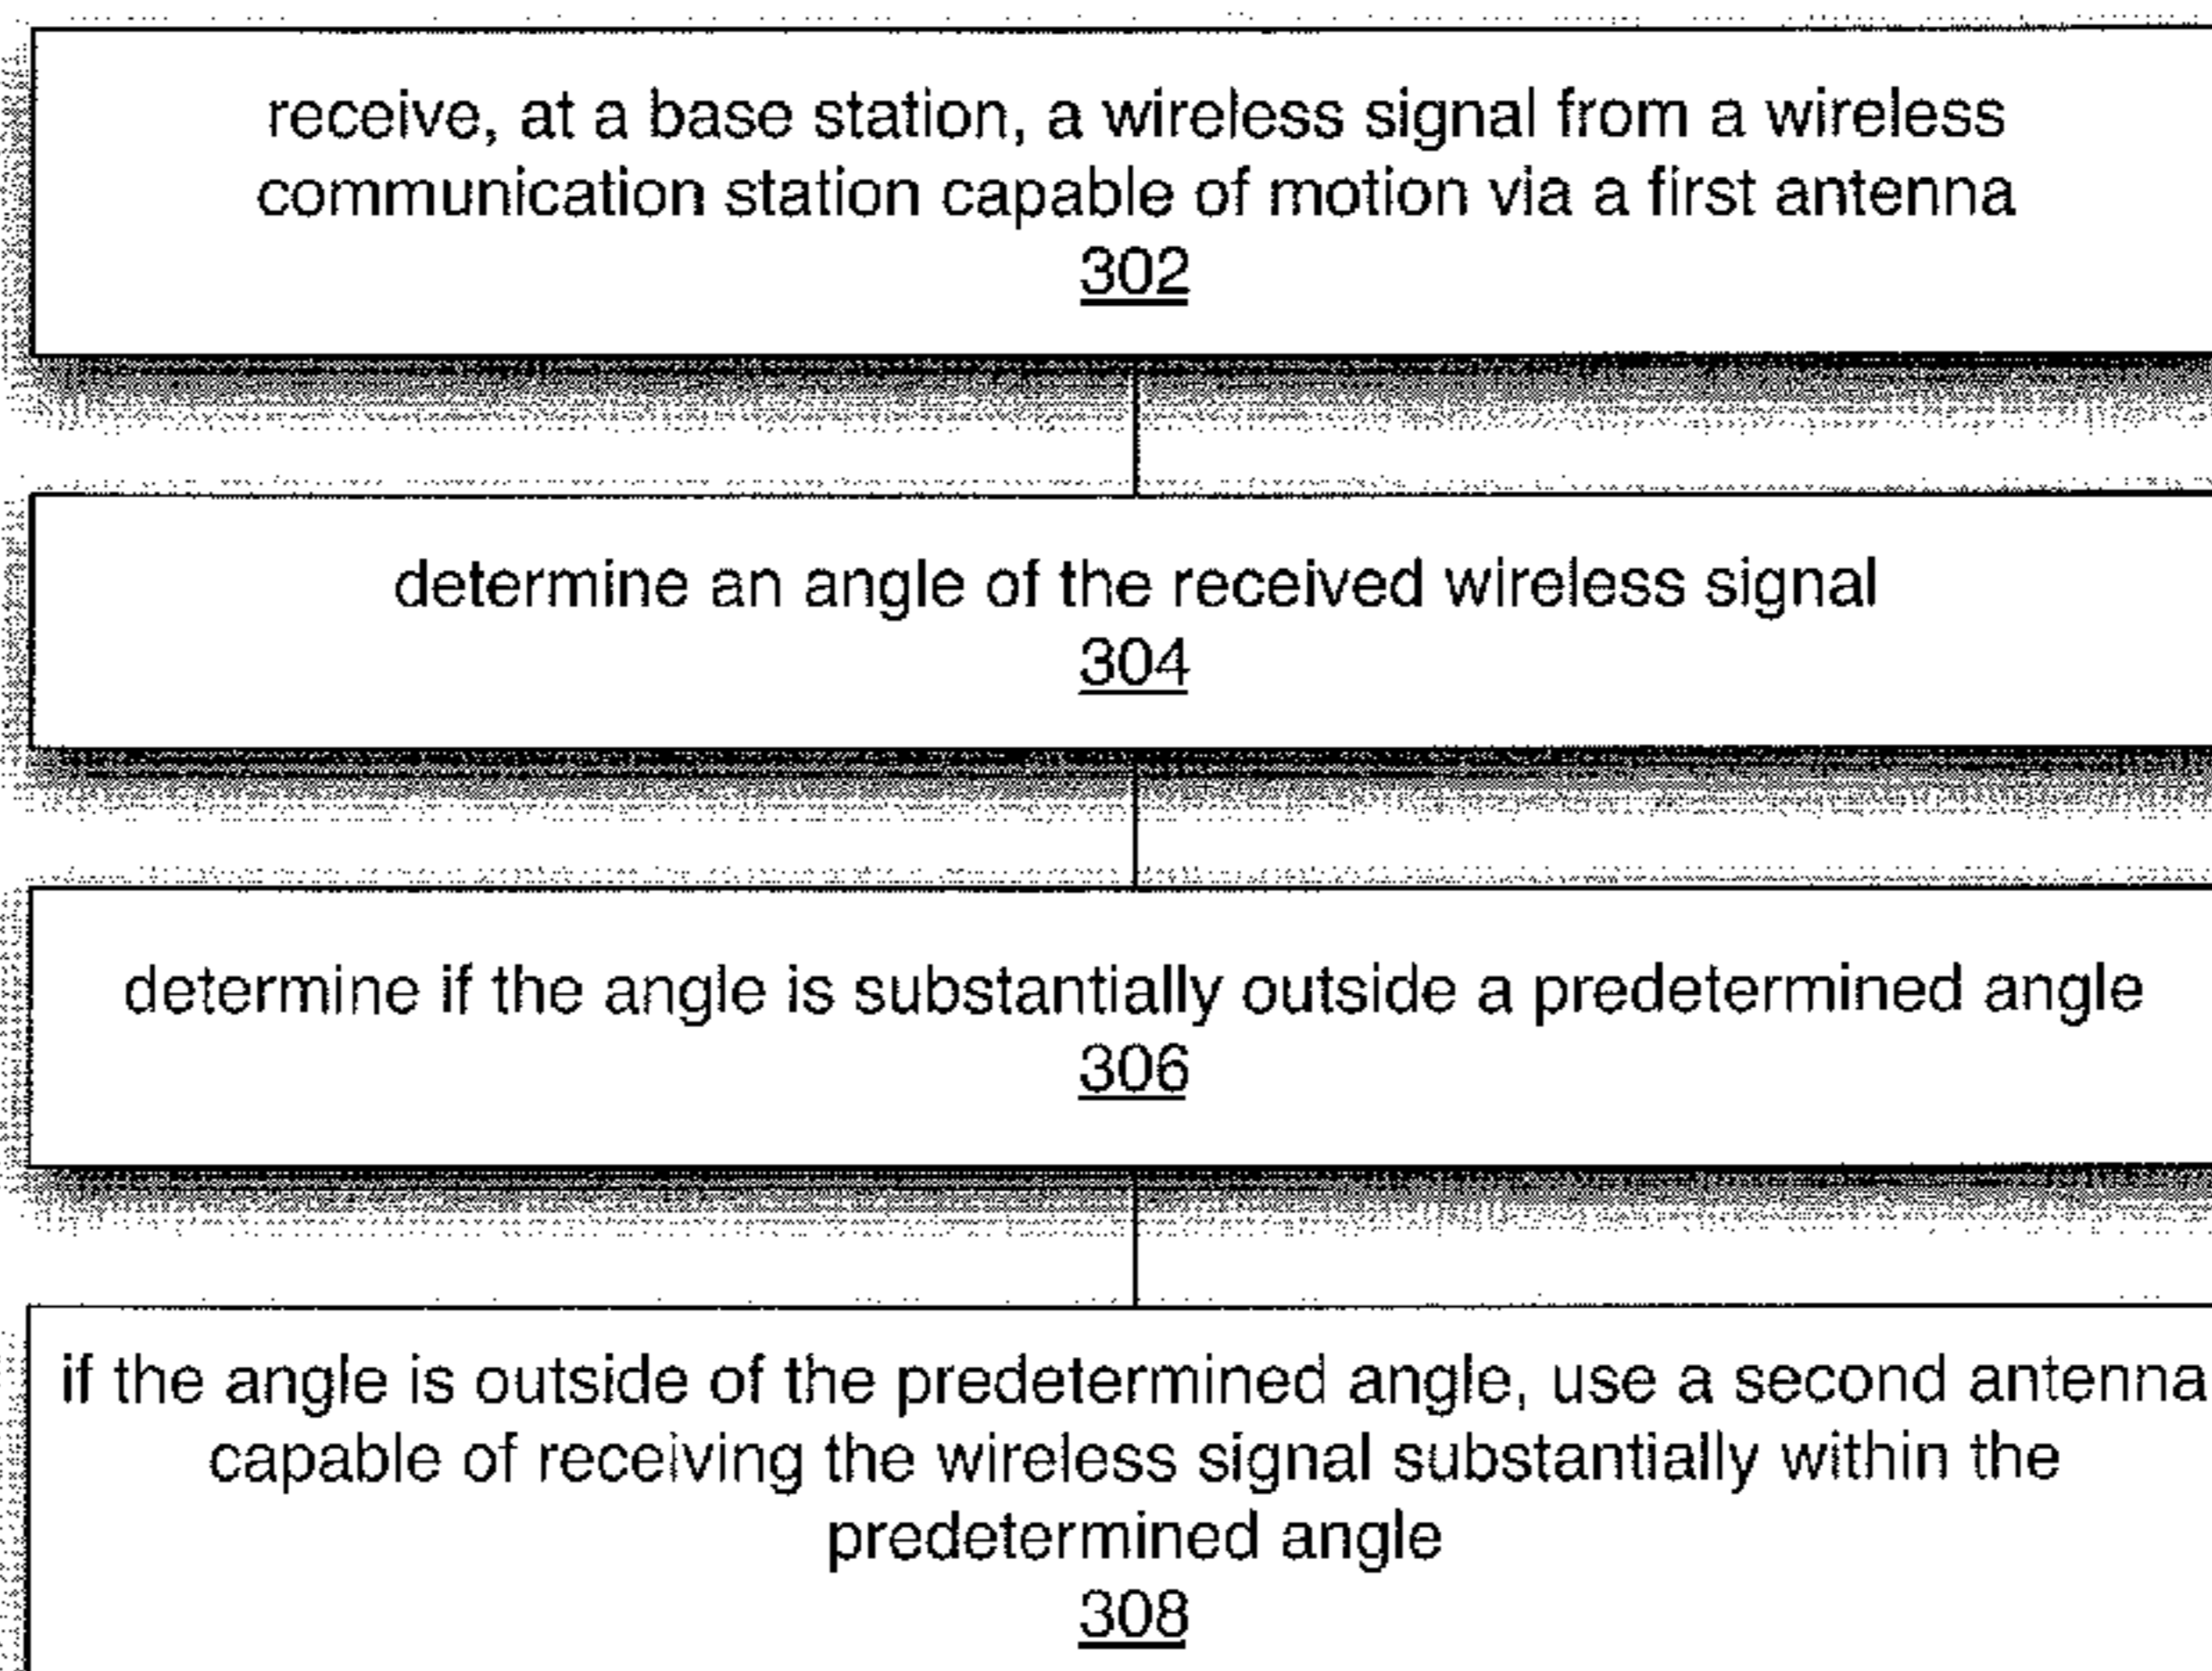 receive, at a base station, a wireless signal from a wireless
communication station capable of motion via a first antenna
302
determine an angle of the received wireless signal
304
determine if the angle is substantially outside a predetermined angle
306
if the angle is outside of the predetermined angle, use a second antenna
capable of receiving the wireless signal substantially within the
predetermined angle
308